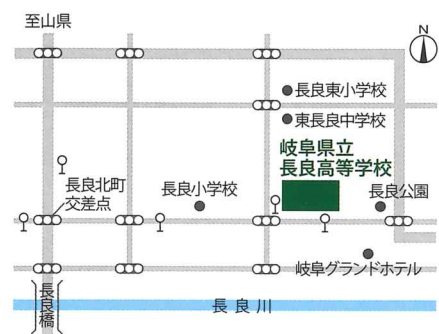 至山県
N
長良東小学校
東長良中学校
岐阜県立
長良高等学校
長良北町
交差点
長良小学校
長良公園
岐阜グランドホテル
長良橋
長良川